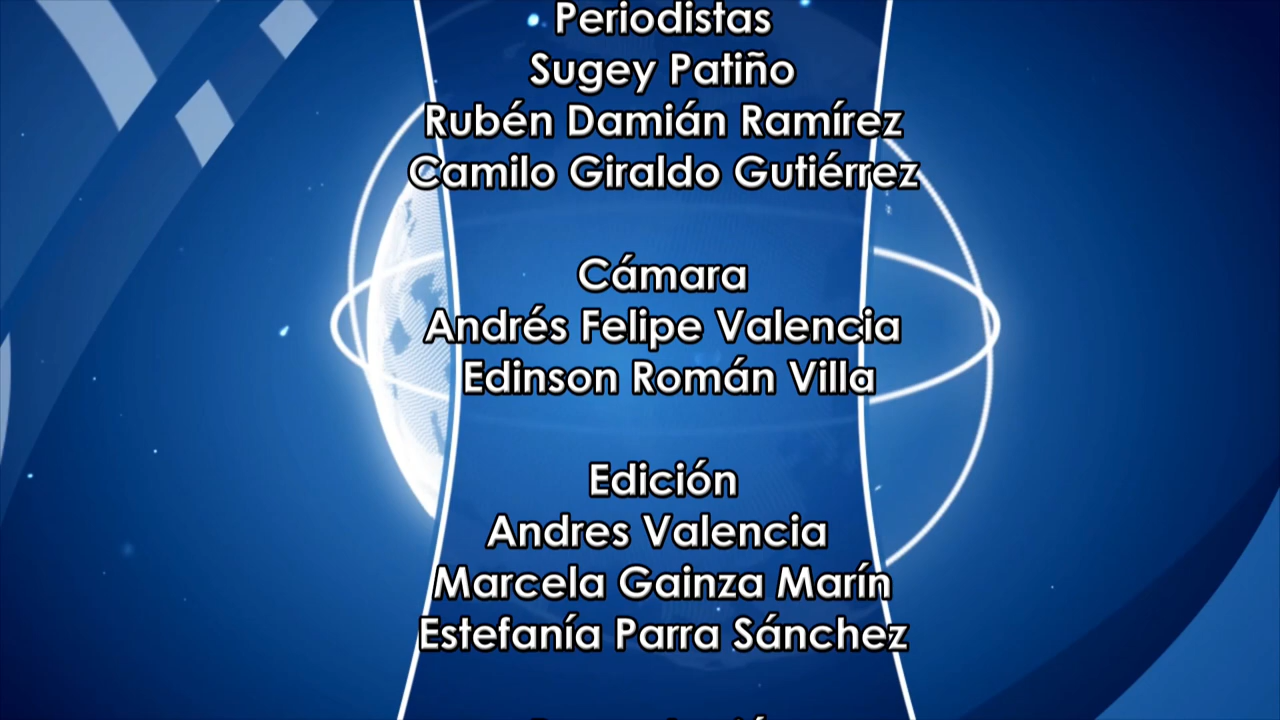 Periodistas
Sugey Patiño
Rubén Damián Ramírez
Camilo Giraldo Gutiérrez
Cámara
Andrés Felipe Valencia
Edinson Román Villa
Edición
Andres Valencia
Marcela Gainza Marín
Estefanía Parra Sánchez